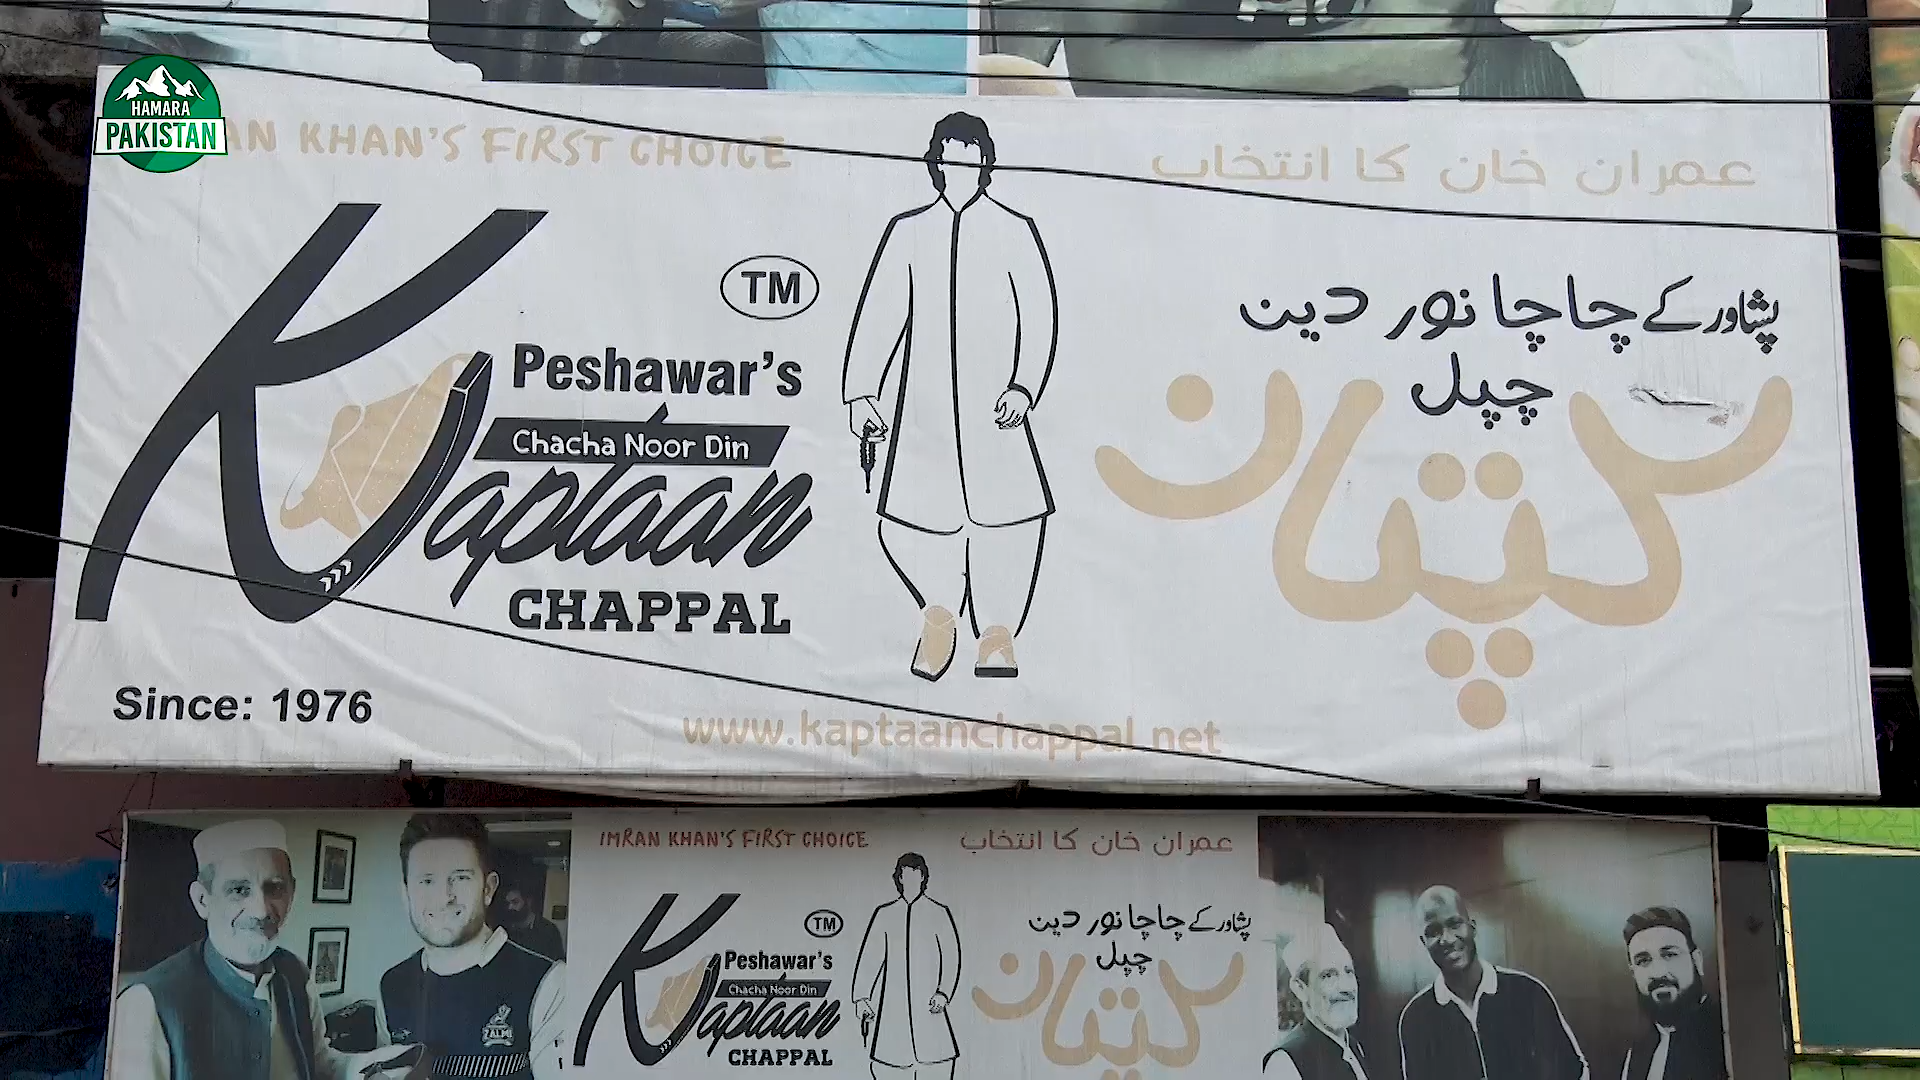 HAMARA
PAKISTAN
AN KHAN'S FIRST CHOICE
عمران خان کا انتخاب
TM
Peshawar's
Chacha Noor Din
Kaptaan
CHAPPAL
پشاور کے چاچا نور دین
چپل
کپتان
Since: 1976
www.kaptaanchappal.net
IMRAN KHAN'S FIRST CHOICE
عمران خان کا انتخاب
TM
Peshawar's
Chacha Noor Din
Kaptaan
CHAPPAL
پشاور کے چاچا نور دین
چپل
کپتان
ZALMI